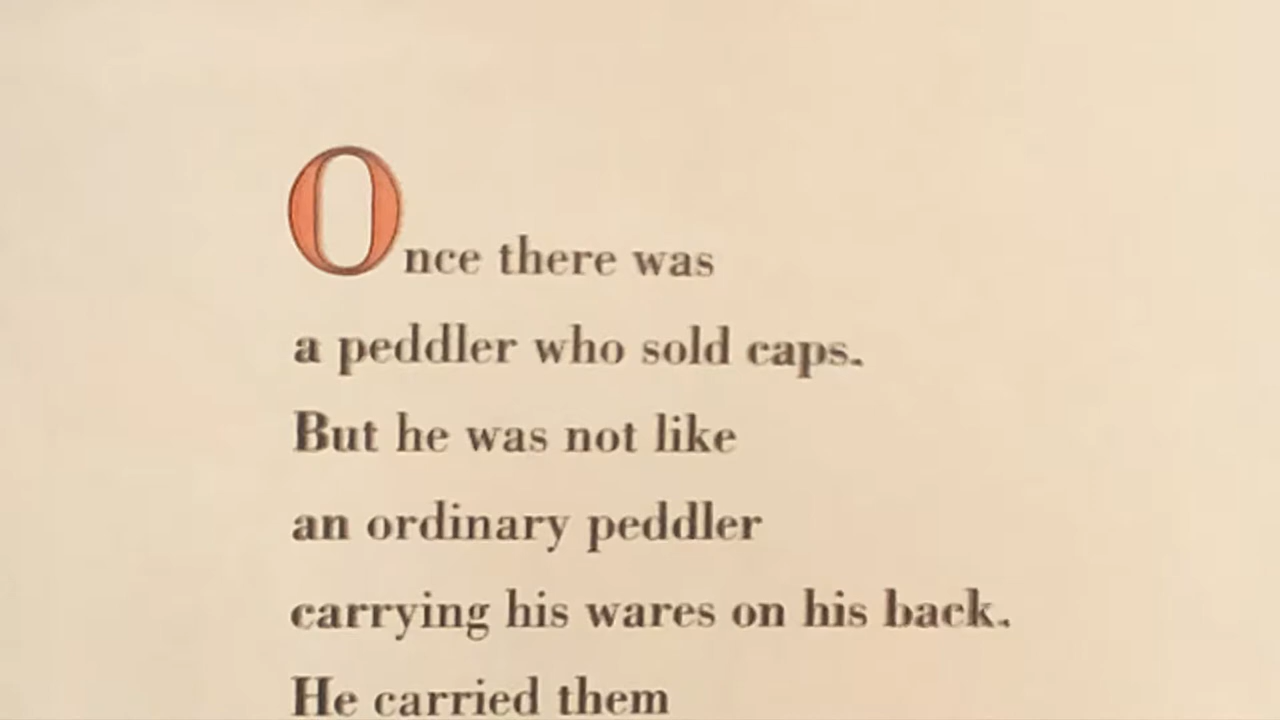 Once there was
a peddler who sold caps.
But he was not like
an ordinary peddler
carrying his wares on his back.
He carried them